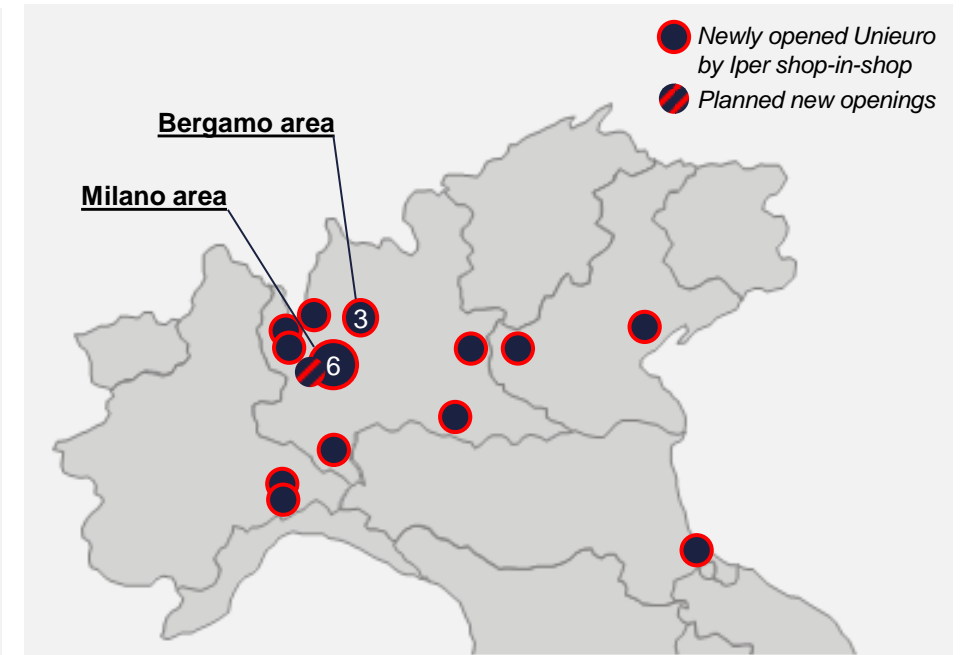 Newly opened Unieuro
by Iper shop-in-shop
Planned new openings
Bergamo area
Milano area
3
6